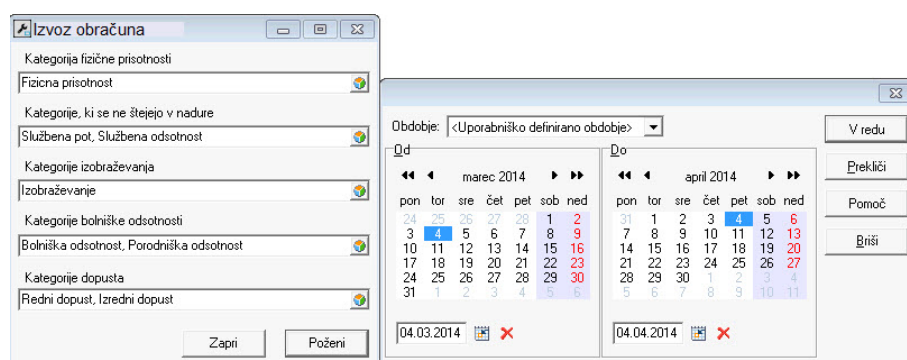 Izvoz obračuna
Kategorija fizične prisotnosti
Fizicna prisotnost
Kategorije, ki se ne štejejo v nadure
Službena pot, Službena odsotnost
Kategorije izobraževanja
Izobraževanje
Kategorije bolniške odsotnosti
Bolniška odsotnost, Porodniška odsotnost
Kategorije dopusta
Redni dopust, Izredni dopust
Zapri Poženi
Obdobje: <Uporabniško definirano obdobje>
Od
marec 2014
pon tor sre čet pet sob ned
24 25 26 27 28 1 2
3 4 5 6 7 8 9
10 11 12 13 14 15 16
17 18 19 20 21 22 23
24 25 26 27 28 29 30
31 1 2 3 4 5 6
04.03.2014
Do
april 2014
pon tor sre čet pet sob ned
31 1 2 3 4 5 6
7 8 9 10 11 12 13
14 15 16 17 18 19 20
21 22 23 24 25 26 27
28 29 30 1 2 3 4
5 6 7 8 9 10 11
04.04.2014
V redu
Prekliči
Pomoč
Briši